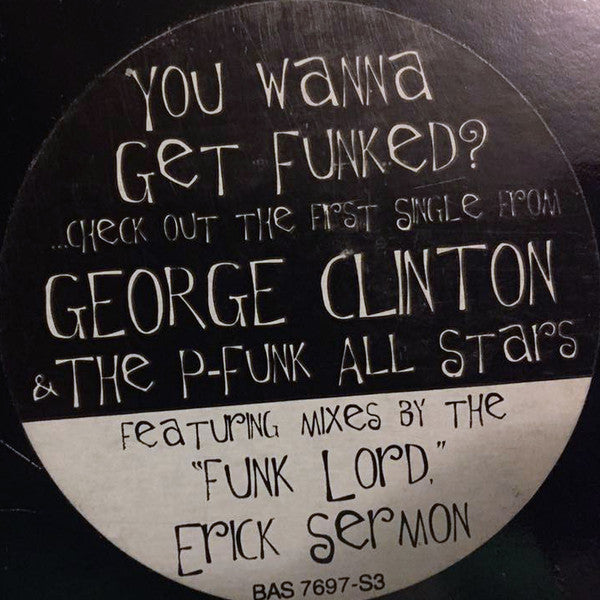 You Wanna
Get Funked?
...Check out the first single from
George Clinton
& The P-Funk All Stars
Featuring mixes by the
"Funk Lord,"
Erick Sermon
BAS 7697-S3